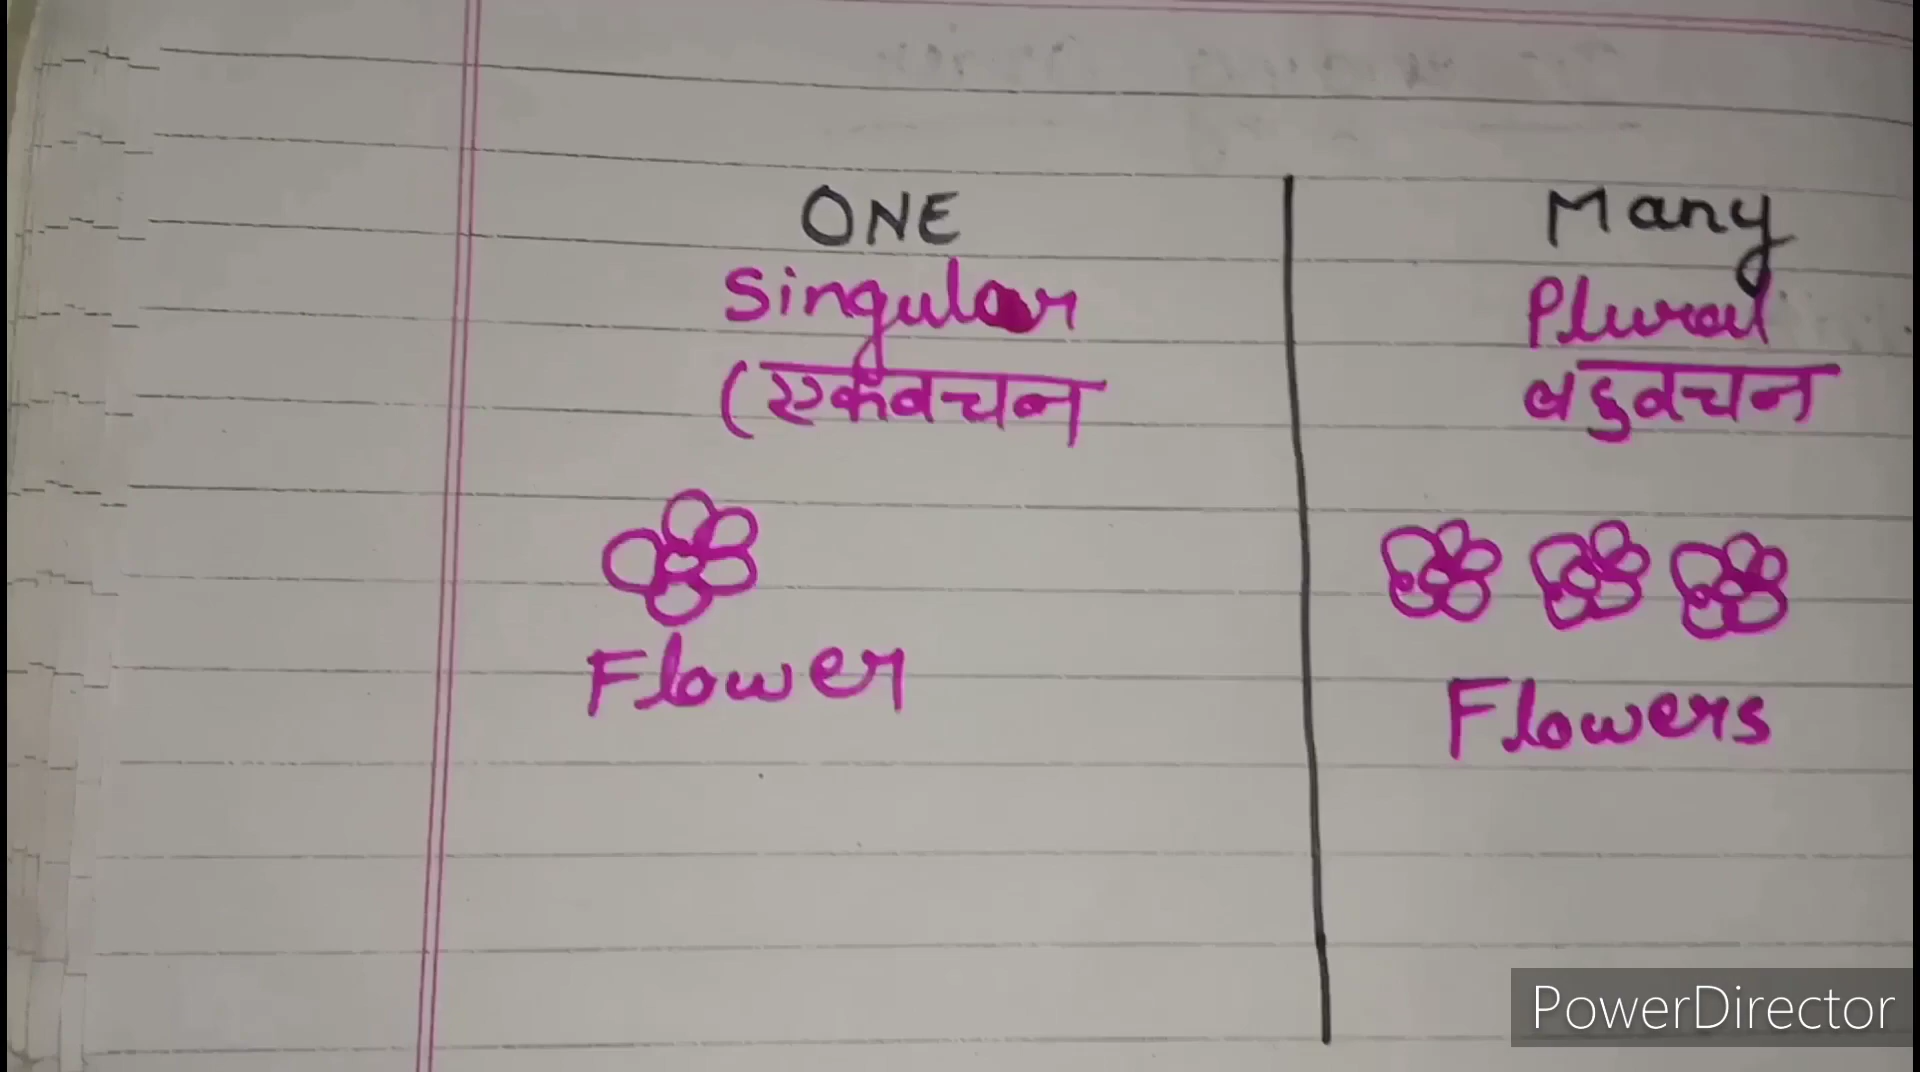 ONE
Singular
(एकवचन
Flower
Many
Plural
बहुवचन
Flowers
PowerDirector